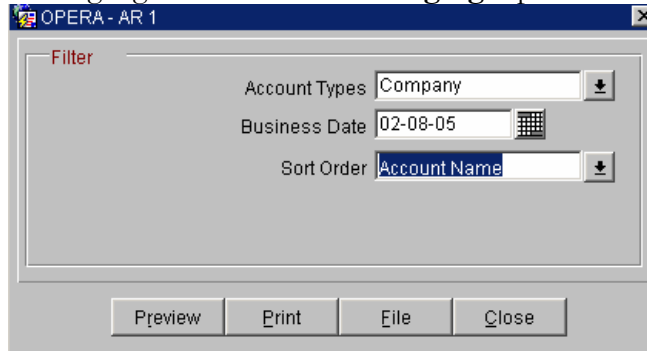 OPERA - AR 1
Filter
Account Types Company
Business Date 02-08-05
Sort Order Account Name
Preview Print File Close